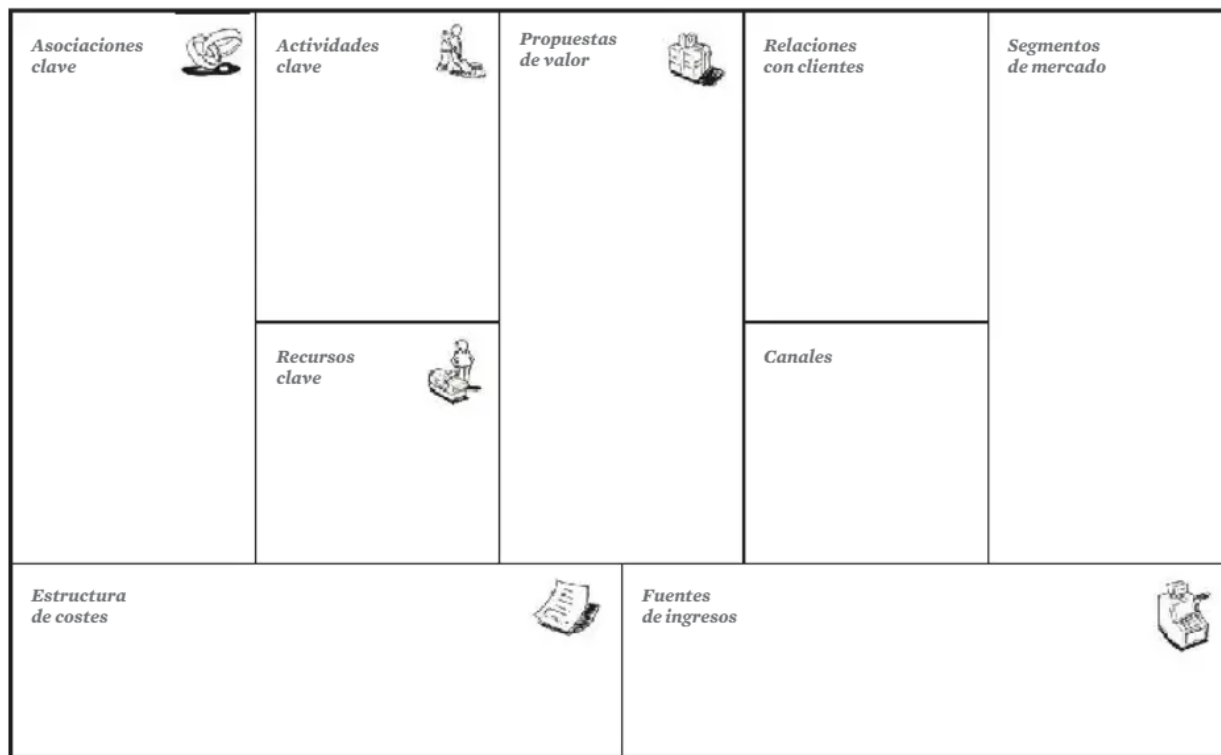 Asociaciones
clave
Actividades
clave
Propuestas
de valor
Relaciones
con clientes
Segmentos
de mercado
Recursos
clave
Canales
Estructura
de costes
Fuentes
de ingresos